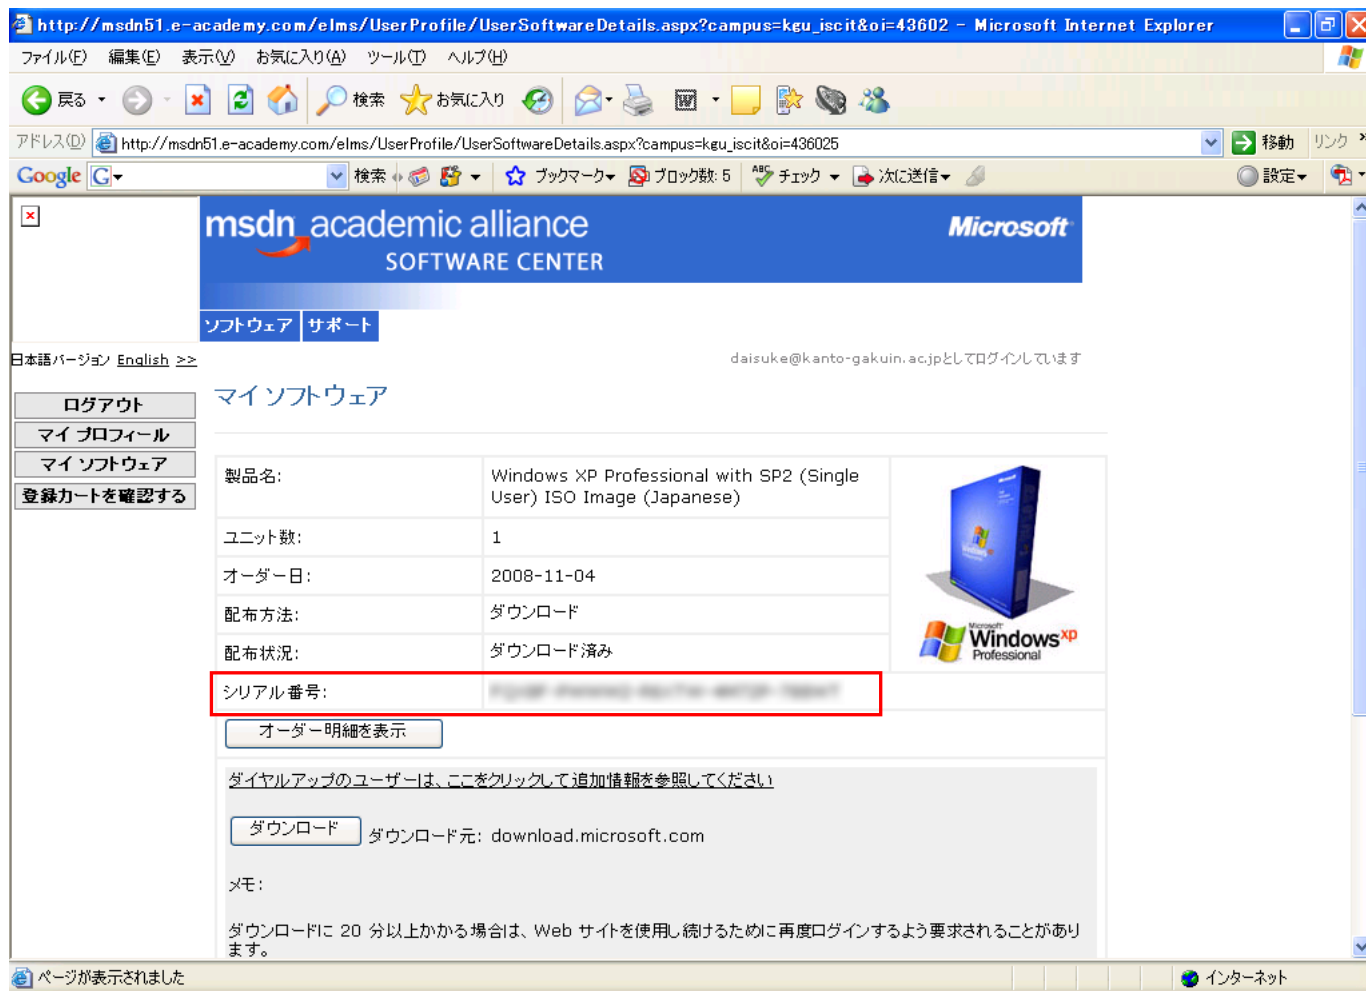 http://msdn51.e-academy.com/elms/UserProfile/UserSoftwareDetails.aspx?campus=kgu_iscit&oi=43602 - Microsoft Internet Explorer
ファイル(F) 編集(E) 表示(V) お気に入り(A) ツール(T) ヘルプ(H)
戻る 検索 お気に入り
アドレス(D) http://msdn51.e-academy.com/elms/UserProfile/UserSoftwareDetails.aspx?campus=kgu_iscit&oi=436025 移動 リンク
Google G 検索 ブックマーク ブロック数: 5 ABC チェック 次に送信 設定
msdn academic alliance
SOFTWARE CENTER
Microsoft
ソフトウェア サポート
日本語バージョン English >>
daisuke@kanto-gakuin.ac.jpとしてログインしています
ログアウト
マイ プロフィール
マイ ソフトウェア
登録カートを確認する
マイ ソフトウェア
製品名: Windows XP Professional with SP2 (Single
User) ISO Image (Japanese)
ユニット数: 1
オーダー日: 2008-11-04
配布方法: ダウンロード
配布状況: ダウンロード済み
Microsoft
Windows xp
Professional
シリアル番号:
オーダー明細を表示
ダイヤルアップのユーザーは、ここをクリックして追加情報を参照してください
ダウンロード ダウンロード元: download.microsoft.com
メモ:
ダウンロードに 20 分以上かかる場合は、Web サイトを使用し続けるために再度ログインするよう要求されることがあり
ます。
ページが表示されました インターネット